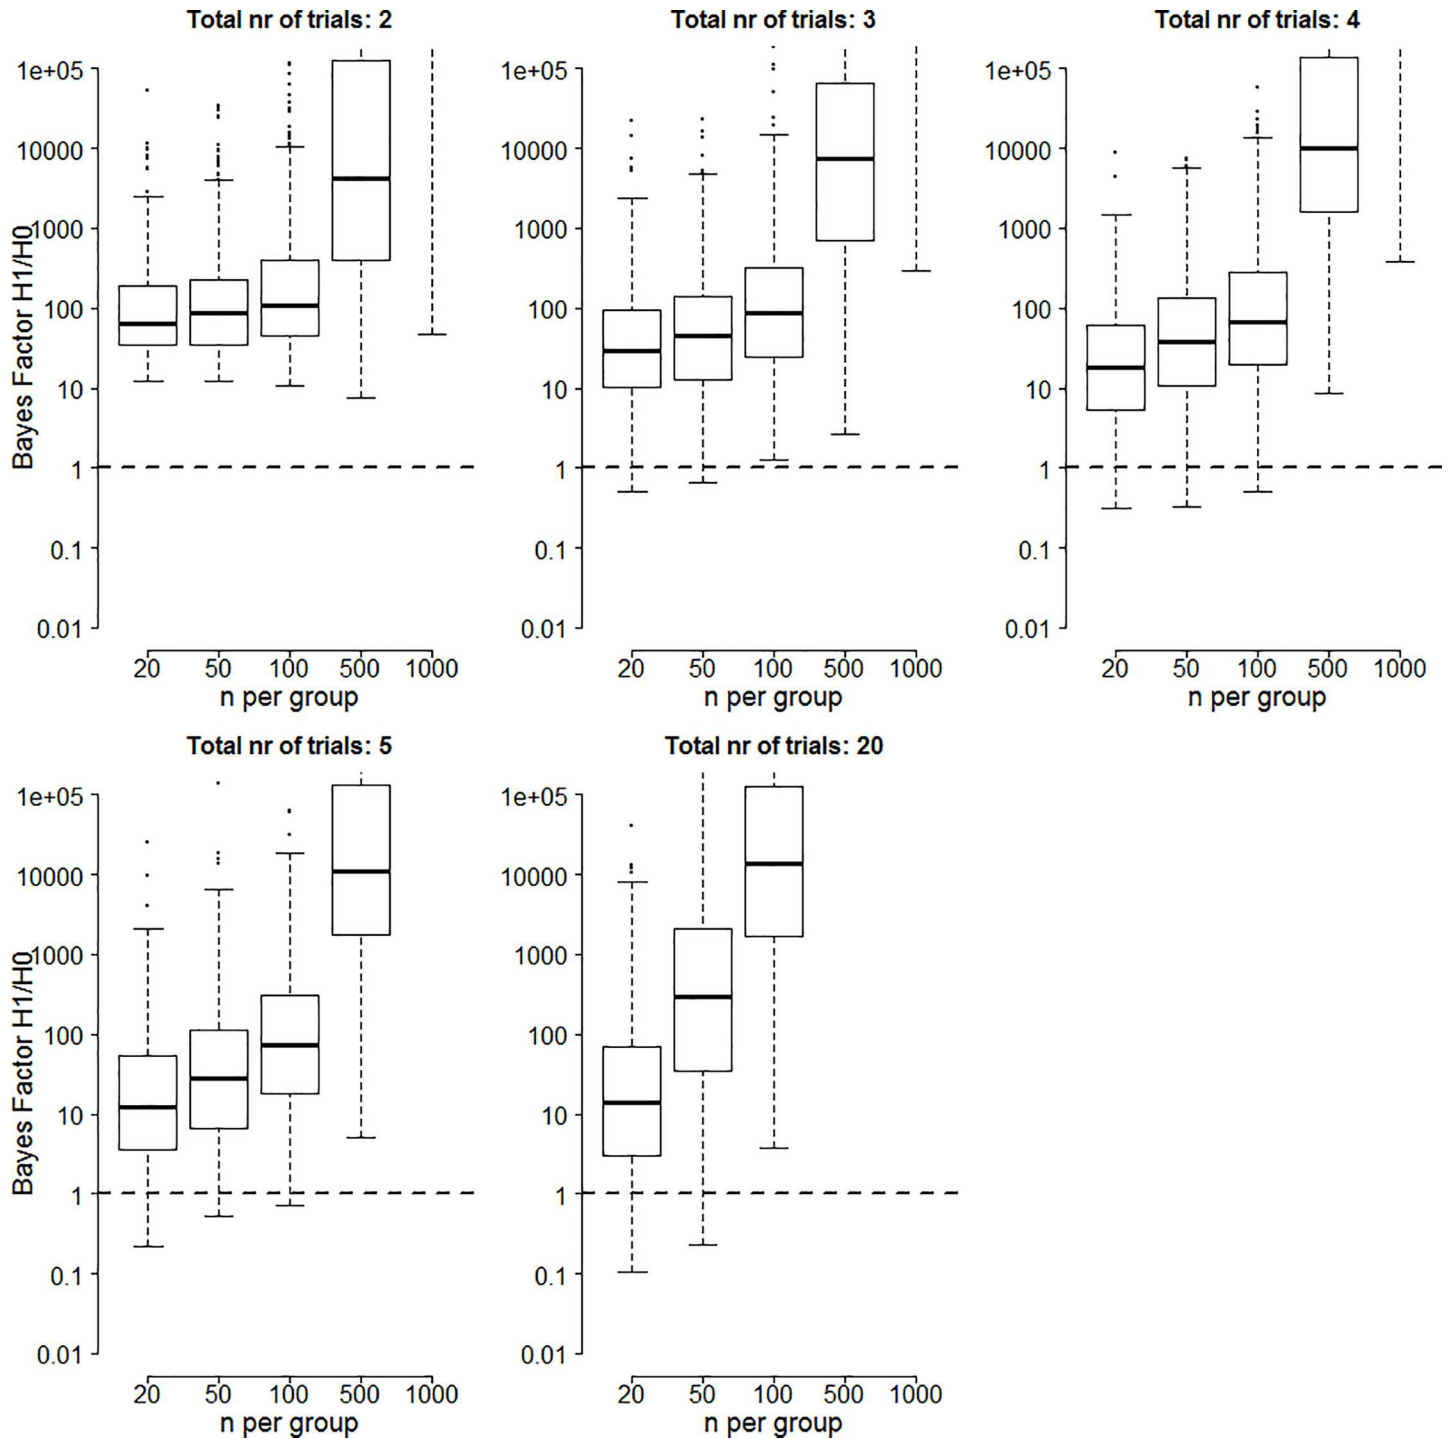 Total nr of trials: 2
Total nr of trials: 3
Total nr of trials: 4
Bayes Factor H1/H0
1e+05
10000
1000
100
10
1
0.1
0.01
20 50 100 500 1000
n per group
1e+05
10000
1000
100
10
1
0.1
0.01
20 50 100 500 1000
n per group
1e+05
10000
1000
100
10
1
0.1
0.01
20 50 100 500 1000
n per group
Total nr of trials: 5
Total nr of trials: 20
Bayes Factor H1/H0
1e+05
10000
1000
100
10
1
0.1
0.01
20 50 100 500 1000
n per group
1e+05
10000
1000
100
10
1
0.1
0.01
20 50 100 500 1000
n per group